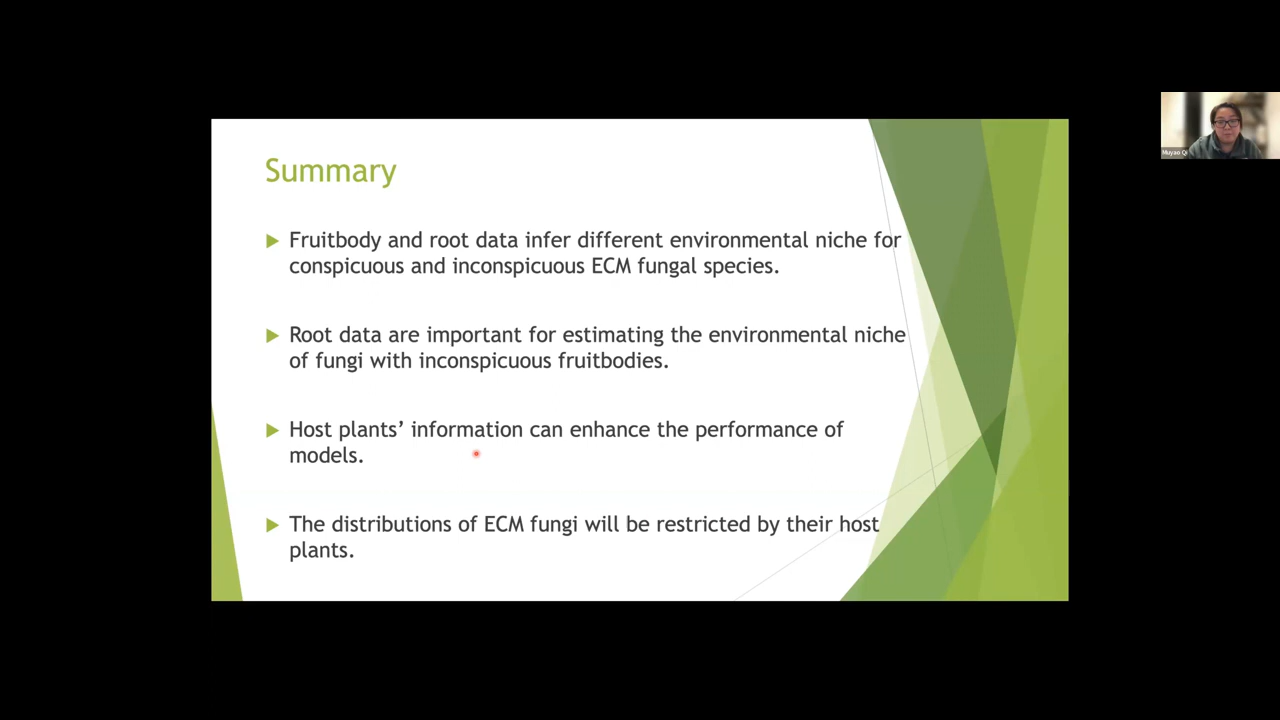 Summary
Fruitbody and root data infer different environmental niche for
conspicuous and inconspicuous ECM fungal species.
Root data are important for estimating the environmental niche
of fungi with inconspicuous fruitbodies.
Host plants’ information can enhance the performance of
models.
The distributions of ECM fungi will be restricted by their host
plants.
Muyao Qi